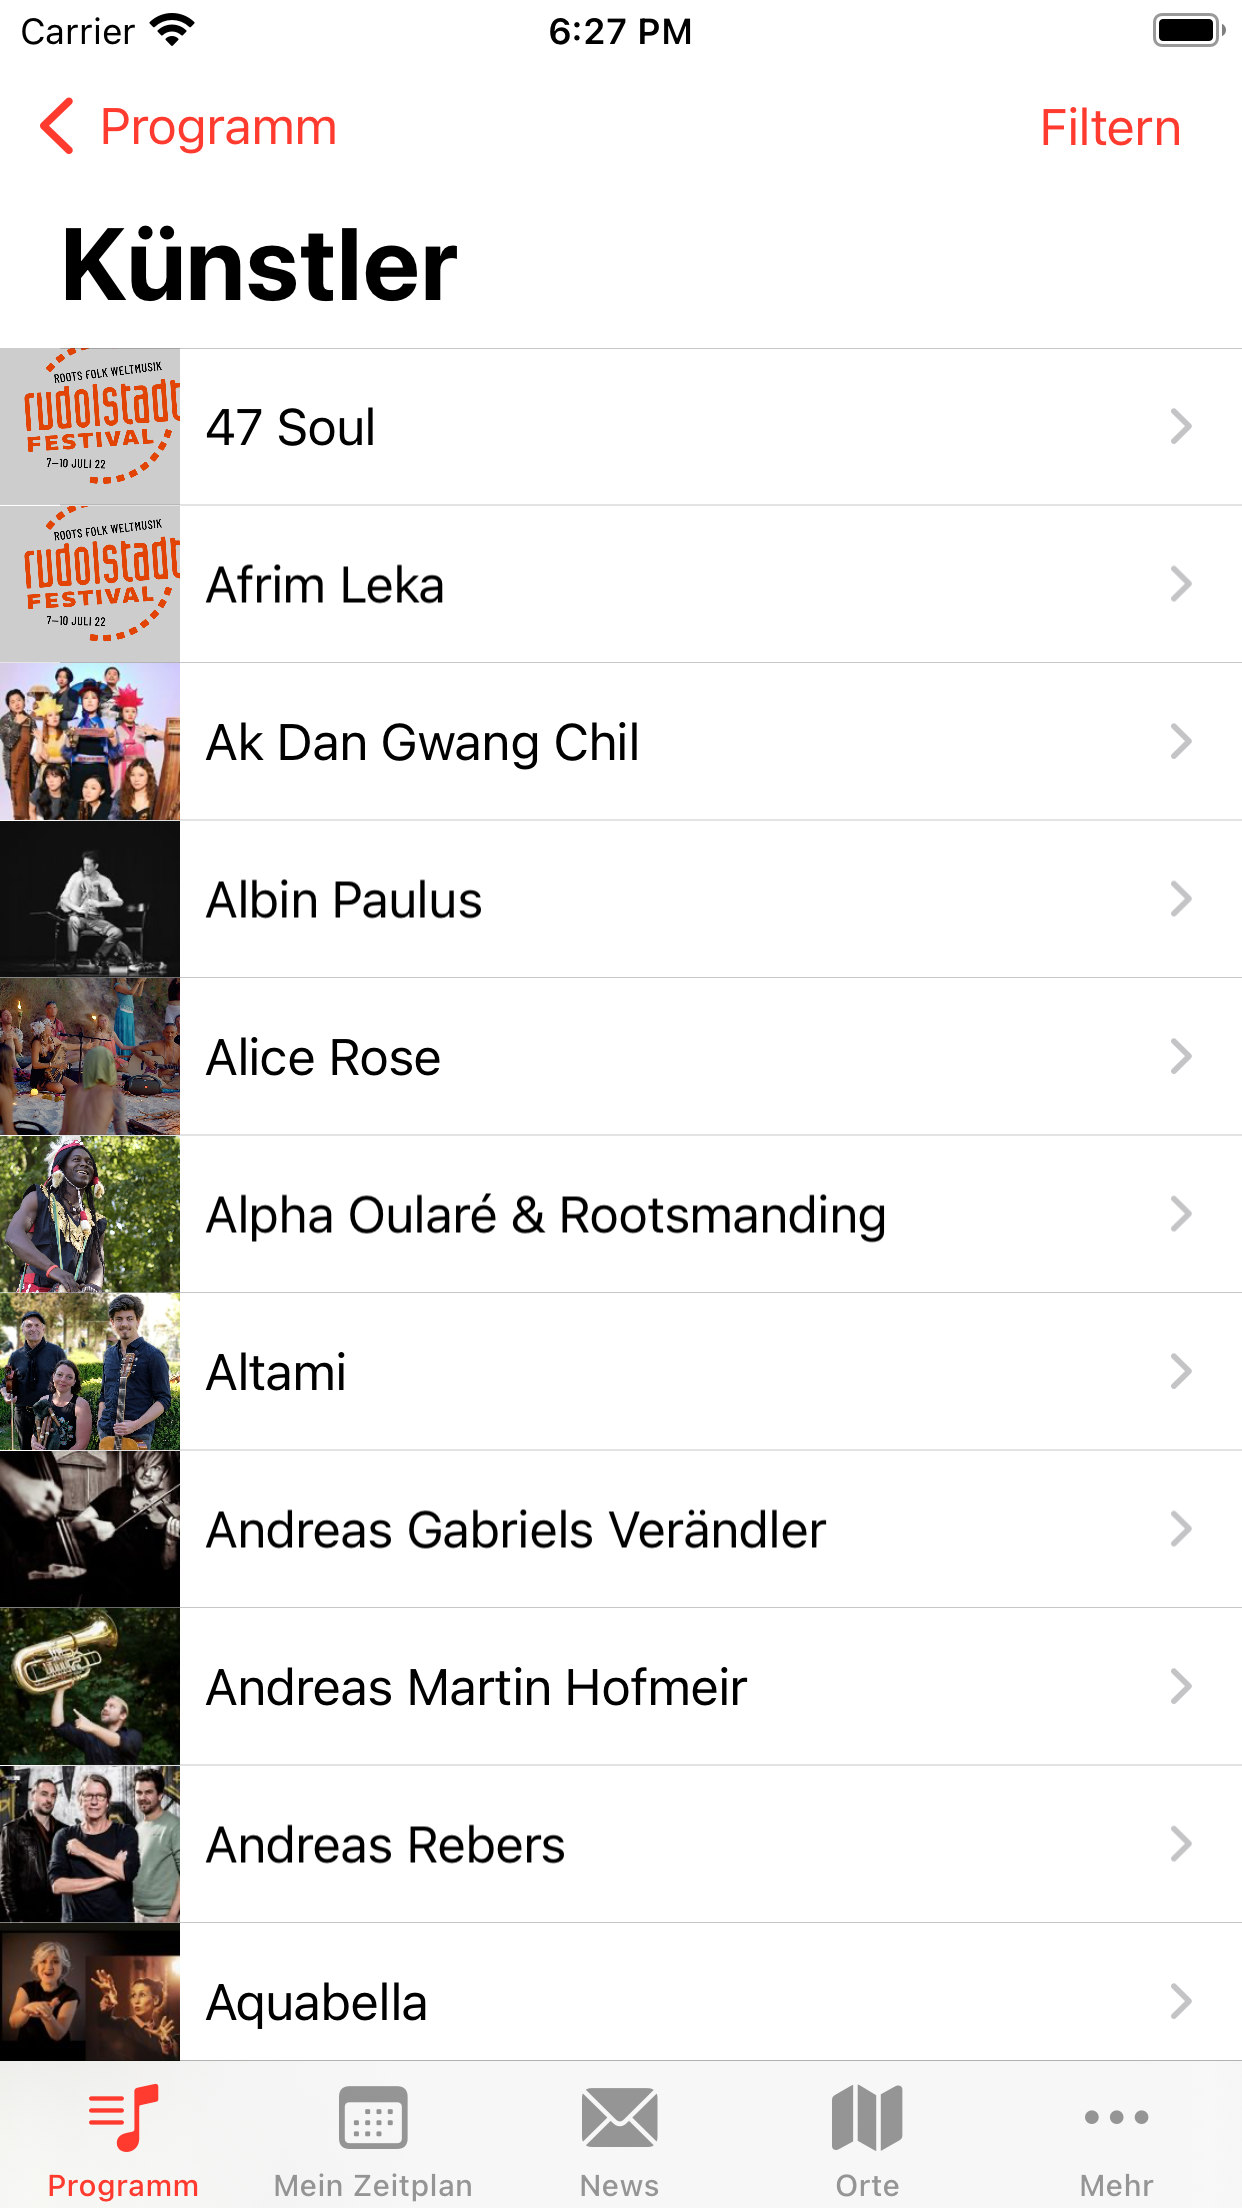 Carrier
6:27 PM
Programm
Filtern
Künstler
ROOTS FOLK WELTMUSIK
rudolstadt
FESTIVAL
7–10 JULI 22
47 Soul
ROOTS FOLK WELTMUSIK
rudolstadt
FESTIVAL
7–10 JULI 22
Afrim Leka
Ak Dan Gwang Chil
Albin Paulus
Alice Rose
Alpha Oularé & Rootsmanding
Altami
Andreas Gabriels Verändler
Andreas Martin Hofmeir
Andreas Rebers
Aquabella
Programm
Mein Zeitplan
News
Orte
Mehr